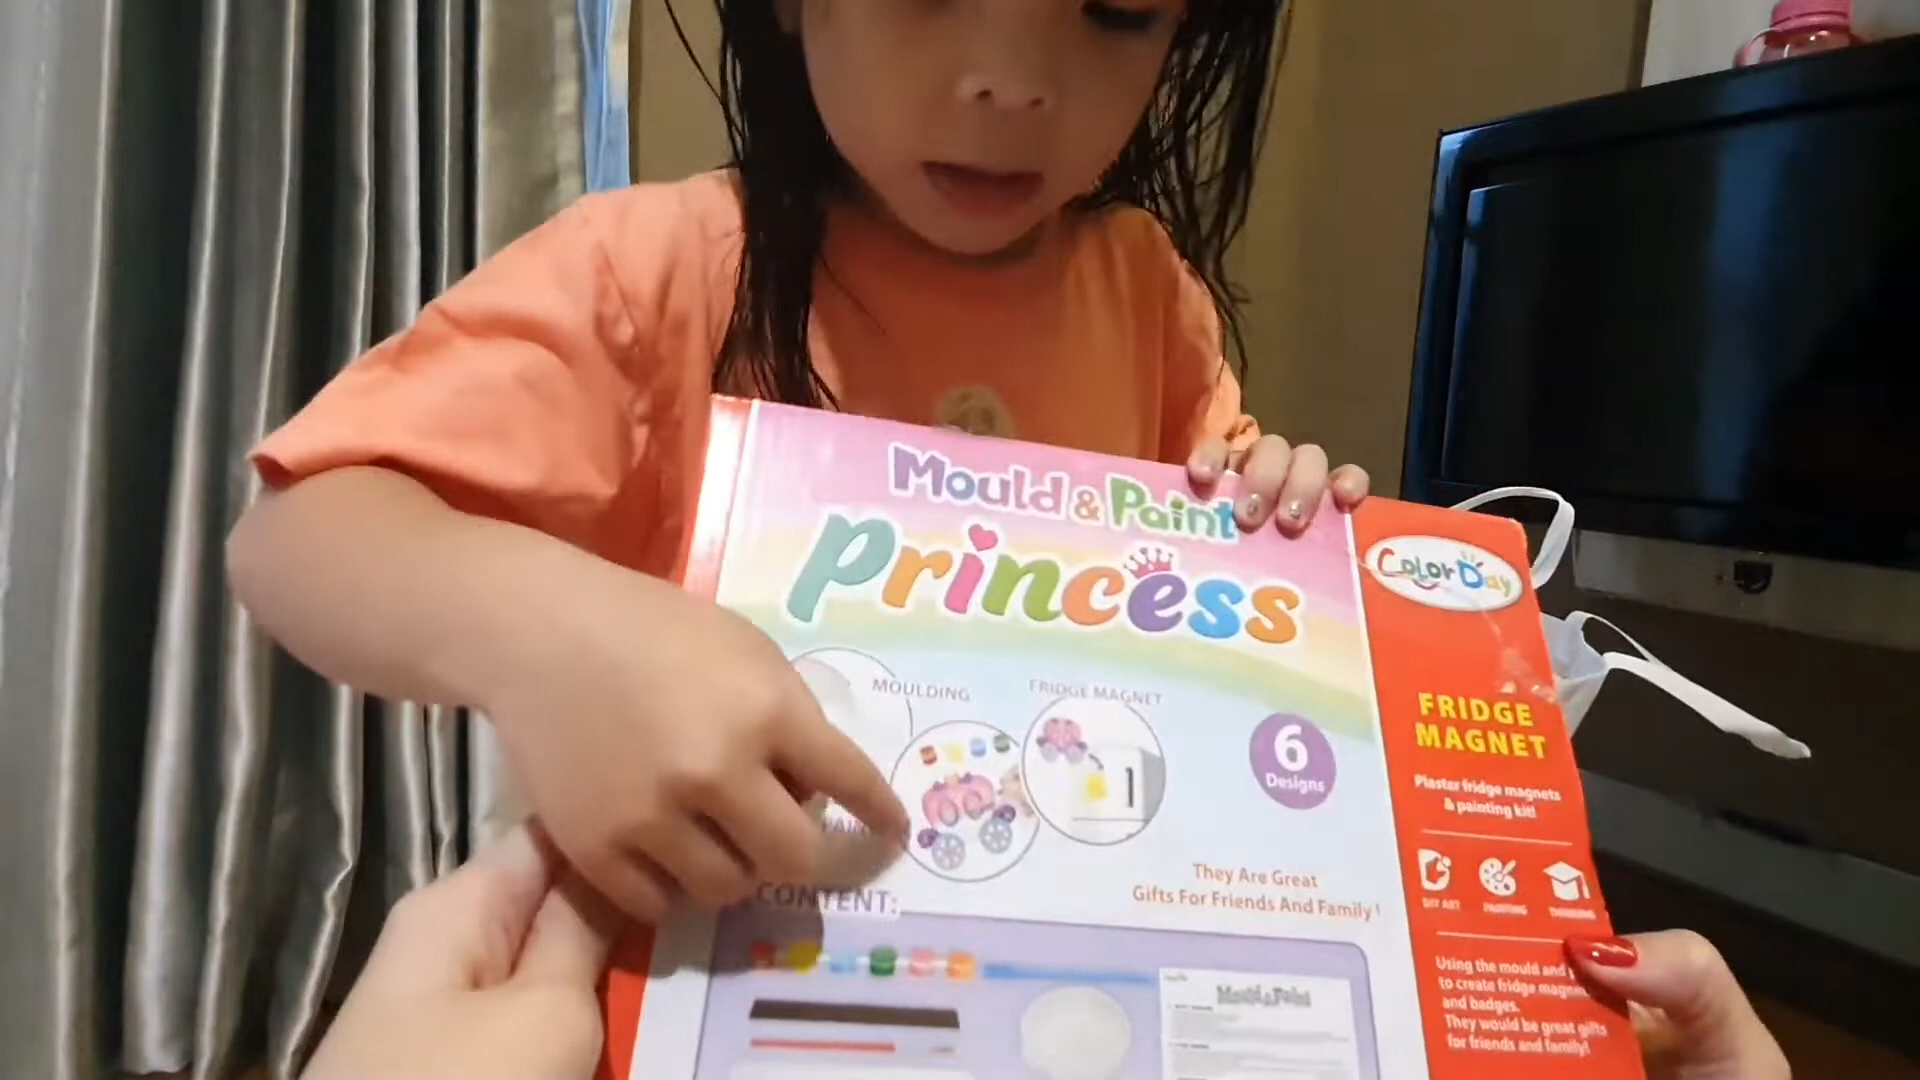 Mould & Paint
Princess
MOULDING
FRIDGE MAGNET
6
Designs
They Are Great
Gifts For Friends And Family!
CONTENT:
Mould & Paint
Color Day
FRIDGE
MAGNET
Plaster fridge magnets
& painting kit!
DIY ART
PAINTING
THINKING
Using the mould and
to create fridge
and badges.
They would be great gifts
for friends and family!